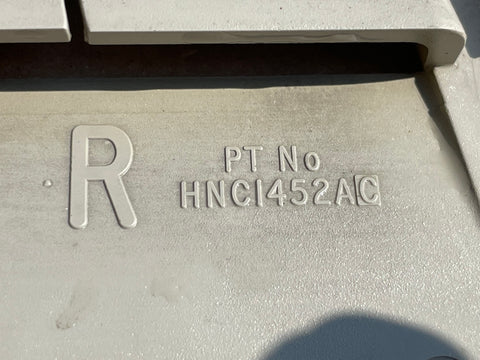 R
PT No
HNC1452AC